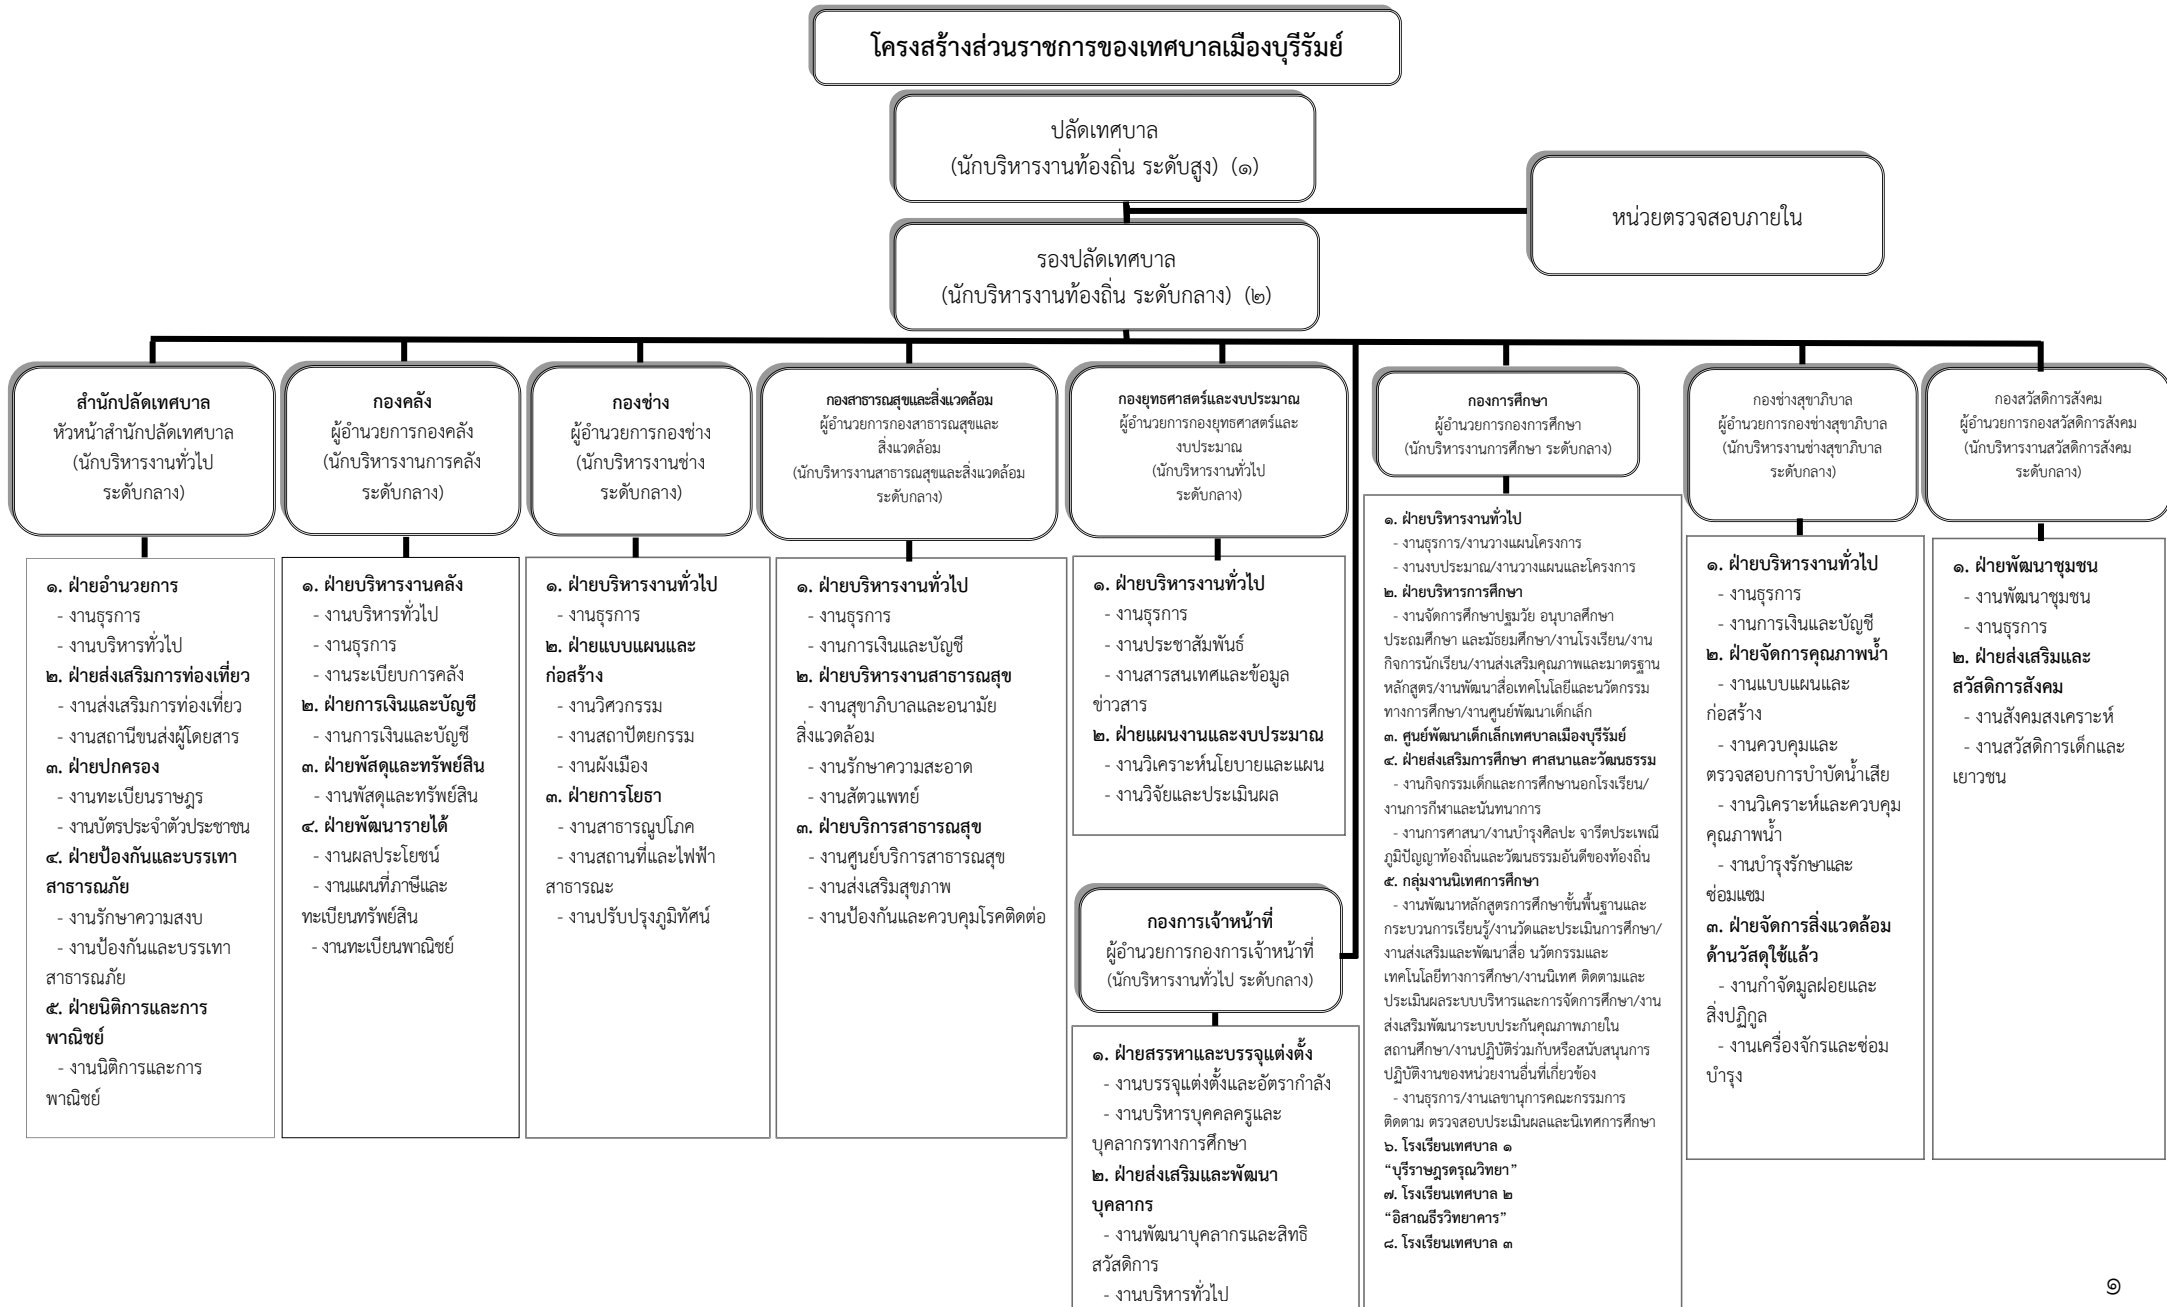 โครงสร้างส่วนราชการของเทศบาลเมืองบุรีรัมย์
ปลัดเทศบาล
(นักบริหารงานท้องถิ่น ระดับสูง) (๑)
หน่วยตรวจสอบภายใน
รองปลัดเทศบาล
(นักบริหารงานท้องถิ่น ระดับกลาง) (๒)
สำนักปลัดเทศบาล
หัวหน้าสำนักปลัดเทศบาล
(นักบริหารงานทั่วไป
ระดับกลาง)
๑. ฝ่ายอำนวยการ
- งานธุรการ
- งานบริหารทั่วไป
๒. ฝ่ายส่งเสริมการท่องเที่ยว
- งานส่งเสริมการท่องเที่ยว
- งานสถานีขนส่งผู้โดยสาร
๓. ฝ่ายปกครอง
- งานทะเบียนราษฎร
- งานบัตรประจำตัวประชาชน
๔. ฝ่ายป้องกันและบรรเทา
สาธารณภัย
- งานรักษาความสงบ
- งานป้องกันและบรรเทา
สาธารณภัย
๕. ฝ่ายนิติการและการ
พาณิชย์
- งานนิติการและการ
พาณิชย์
กองคลัง
ผู้อำนวยการกองคลัง
(นักบริหารงานการคลัง
ระดับกลาง)
๑. ฝ่ายบริหารงานคลัง
- งานบริหารทั่วไป
- งานธุรการ
- งานระเบียบการคลัง
๒. ฝ่ายการเงินและบัญชี
- งานการเงินและบัญชี
๓. ฝ่ายพัสดุและทรัพย์สิน
- งานพัสดุและทรัพย์สิน
๔. ฝ่ายพัฒนารายได้
- งานผลประโยชน์
- งานแผนที่ภาษีและ
ทะเบียนทรัพย์สิน
- งานทะเบียนพาณิชย์
กองช่าง
ผู้อำนวยการกองช่าง
(นักบริหารงานช่าง
ระดับกลาง)
๑. ฝ่ายบริหารงานทั่วไป
- งานธุรการ
๒. ฝ่ายแบบแผนและ
ก่อสร้าง
- งานวิศวกรรม
- งานสถาปัตยกรรม
- งานผังเมือง
๓. ฝ่ายการโยธา
- งานสาธารณูปโภค
- งานสถานที่และไฟฟ้า
สาธารณะ
- งานปรับปรุงภูมิทัศน์
กองสาธารณสุขและสิ่งแวดล้อม
ผู้อำนวยการกองสาธารณสุขและ
สิ่งแวดล้อม
(นักบริหารงานสาธารณสุขและสิ่งแวดล้อม
ระดับกลาง)
๑. ฝ่ายบริหารงานทั่วไป
- งานธุรการ
- งานการเงินและบัญชี
๒. ฝ่ายบริหารงานสาธารณสุข
- งานสุขาภิบาลและอนามัย
สิ่งแวดล้อม
- งานรักษาความสะอาด
- งานสัตวแพทย์
๓. ฝ่ายบริการสาธารณสุข
- งานศูนย์บริการสาธารณสุข
- งานส่งเสริมสุขภาพ
- งานป้องกันและควบคุมโรคติดต่อ
กองยุทธศาสตร์และงบประมาณ
ผู้อำนวยการกองยุทธศาสตร์และ
งบประมาณ
(นักบริหารงานทั่วไป
ระดับกลาง)
๑. ฝ่ายบริหารงานทั่วไป
- งานธุรการ
- งานประชาสัมพันธ์
- งานสารสนเทศและข้อมูล
ข่าวสาร
๒. ฝ่ายแผนงานและงบประมาณ
- งานวิเคราะห์นโยบายและแผน
- งานวิจัยและประเมินผล
กองการเจ้าหน้าที่
ผู้อำนวยการกองการเจ้าหน้าที่
(นักบริหารงานทั่วไป ระดับกลาง)
๑. ฝ่ายสรรหาและบรรจุแต่งตั้ง
- งานบรรจุแต่งตั้งและอัตรากำลัง
- งานบริหารบุคคลครูและ
บุคลากรทางการศึกษา
๒. ฝ่ายส่งเสริมและพัฒนา
บุคลากร
- งานพัฒนาบุคลากรและสิทธิ
สวัสดิการ
- งานบริหารทั่วไป
กองการศึกษา
ผู้อำนวยการกองการศึกษา
(นักบริหารงานการศึกษา ระดับกลาง)
๑. ฝ่ายบริหารงานทั่วไป
- งานธุรการ/งานวางแผนโครงการ
- งานงบประมาณ/งานวางแผนและโครงการ
๒. ฝ่ายบริหารการศึกษา
- งานจัดการศึกษาปฐมวัย อนุบาลศึกษา
ประถมศึกษา และมัธยมศึกษา/งานโรงเรียน/งาน
กิจการนักเรียน/งานส่งเสริมคุณภาพและมาตรฐาน
หลักสูตร/งานพัฒนาสื่อเทคโนโลยีและนวัตกรรม
ทางการศึกษา/งานศูนย์พัฒนาเด็กเล็ก
๓. ศูนย์พัฒนาเด็กเล็กเทศบาลเมืองบุรีรัมย์
๔. ฝ่ายส่งเสริมการศึกษา ศาสนาและวัฒนธรรม
- งานกิจกรรมเด็กและการศึกษานอกโรงเรียน/
งานการกีฬาและนันทนาการ
- งานการศาสนา/งานบำรุงศิลปะ จารีตประเพณี
ภูมิปัญญาท้องถิ่นและวัฒนธรรมอันดีของท้องถิ่น
๕. กลุ่มงานนิเทศการศึกษา
- งานพัฒนาหลักสูตรการศึกษาขั้นพื้นฐานและ
กระบวนการเรียนรู้/งานวัดและประเมินการศึกษา/
งานส่งเสริมและพัฒนาสื่อ นวัตกรรมและ
เทคโนโลยีทางการศึกษา/งานนิเทศ ติดตามและ
ประเมินผลระบบบริหารและการจัดการศึกษา/งาน
ส่งเสริมพัฒนาระบบประกันคุณภาพภายใน
สถานศึกษา/งานปฏิบัติร่วมกับหรือสนับสนุนการ
ปฏิบัติงานของหน่วยงานอื่นที่เกี่ยวข้อง
- งานธุรการ/งานเลขานุการคณะกรรมการ
ติดตาม ตรวจสอบประเมินผลและนิเทศการศึกษา
๖. โรงเรียนเทศบาล ๑
“บุรีราษฎรดรุณวิทยา”
๗. โรงเรียนเทศบาล ๒
“อิสาณธีรวิทยาคาร”
๘. โรงเรียนเทศบาล ๓
กองช่างสุขาภิบาล
ผู้อำนวยการกองช่างสุขาภิบาล
(นักบริหารงานช่างสุขาภิบาล
ระดับกลาง)
๑. ฝ่ายบริหารงานทั่วไป
- งานธุรการ
- งานการเงินและบัญชี
๒. ฝ่ายจัดการคุณภาพน้ำ
- งานแบบแผนและ
ก่อสร้าง
- งานควบคุมและ
ตรวจสอบการบำบัดน้ำเสีย
- งานวิเคราะห์และควบคุม
คุณภาพน้ำ
- งานบำรุงรักษาและ
ซ่อมแซม
๓. ฝ่ายจัดการสิ่งแวดล้อม
ด้านวัสดุใช้แล้ว
- งานกำจัดมูลฝอยและ
สิ่งปฏิกูล
- งานเครื่องจักรและซ่อม
บำรุง
กองสวัสดิการสังคม
ผู้อำนวยการกองสวัสดิการสังคม
(นักบริหารงานสวัสดิการสังคม
ระดับกลาง)
๑. ฝ่ายพัฒนาชุมชน
- งานพัฒนาชุมชน
- งานธุรการ
๒. ฝ่ายส่งเสริมและ
สวัสดิการสังคม
- งานสังคมสงเคราะห์
- งานสวัสดิการเด็กและ
เยาวชน
๑